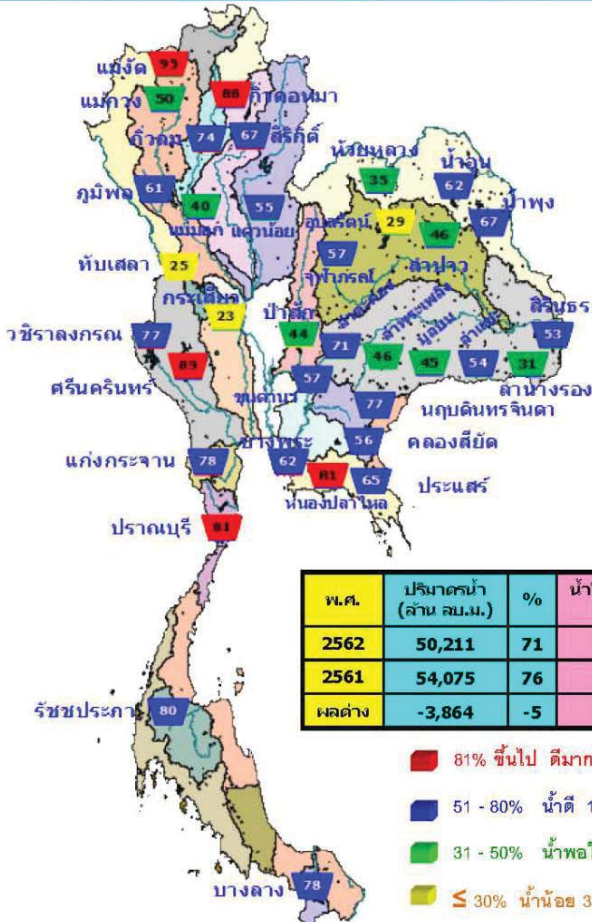 แม่งัด
93
แม่กวง
50
88
กิ่วคอหมา
กิ่วลม
74
67
สิริกิติ์
ห้วยหลวง
35
น้ำอูน
62
ภูมิพล
61
40
แม่มอก
55
แควน้อย
อุบลรัตน์
29
46
ลำปาว
67
น้ำพุง
57
จุฬาภรณ์
ทับเสลา
25
กระเสียว
23
ป่าสัก
44
ลำตะคอง
71
ลำพระเพลิง
46
มูลบน
45
ลำแซะ
54
สิรินธร
53
31
ลำนางรอง
วชิราลงกรณ
77
89
ศรีนครินทร์
57
ขุนด่านฯ
77
นฤบดินทรจินดา
บางพระ
62
56
คลองสียัด
แก่งกระจาน
78
81
หนองปลาไหล
65
ประแสร์
ปราณบุรี
81
พ.ศ. ปริมาตรน้ำ (ล้าน ลบ.ม.) %
2562 50,211 71
2561 54,075 76
ผลต่าง -3,864 -5
รัชชประภา
80
81% ขึ้นไป ดีมาก
51 - 80% น้ำดี
31 - 50% น้ำพอ
≤ 30% น้ำน้อย 3
บางลาง
78